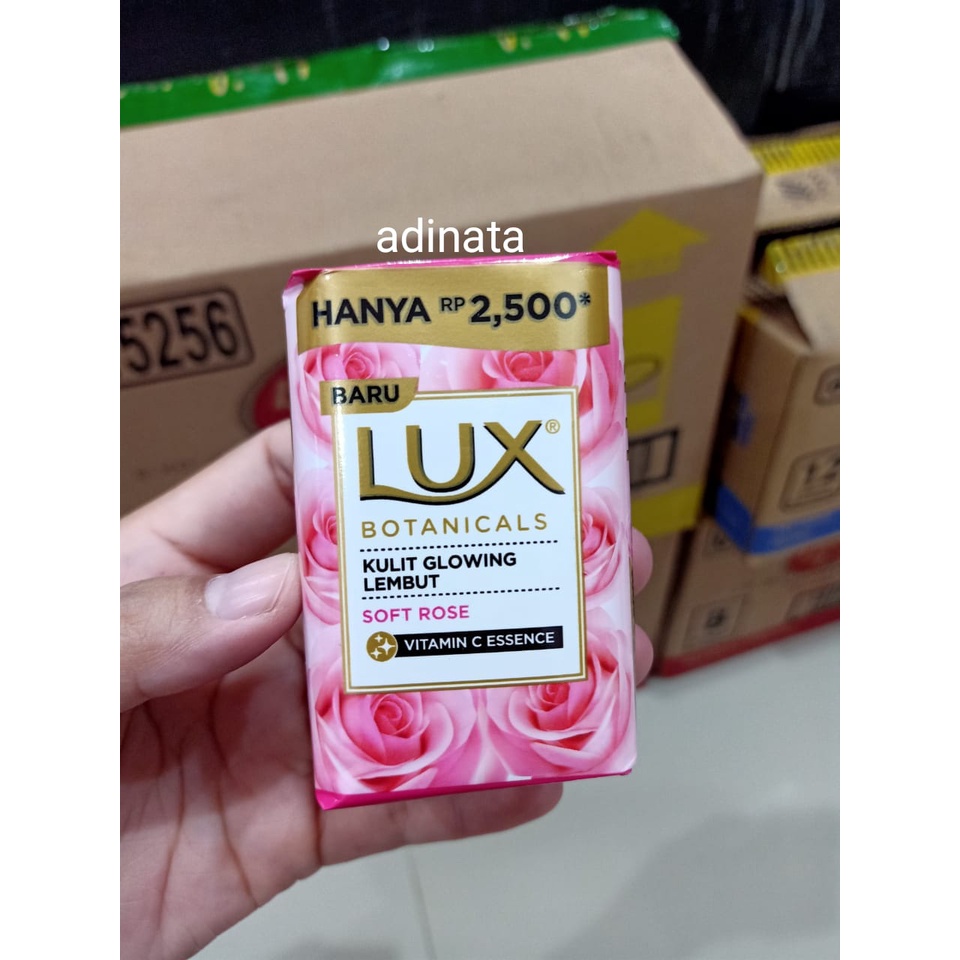 adinata
HANYA RP 2,500*
BARU
LUX®
BOTANICALS
KULIT GLOWING
LEMBUT
SOFT ROSE
VITAMIN C ESSENCE
5256